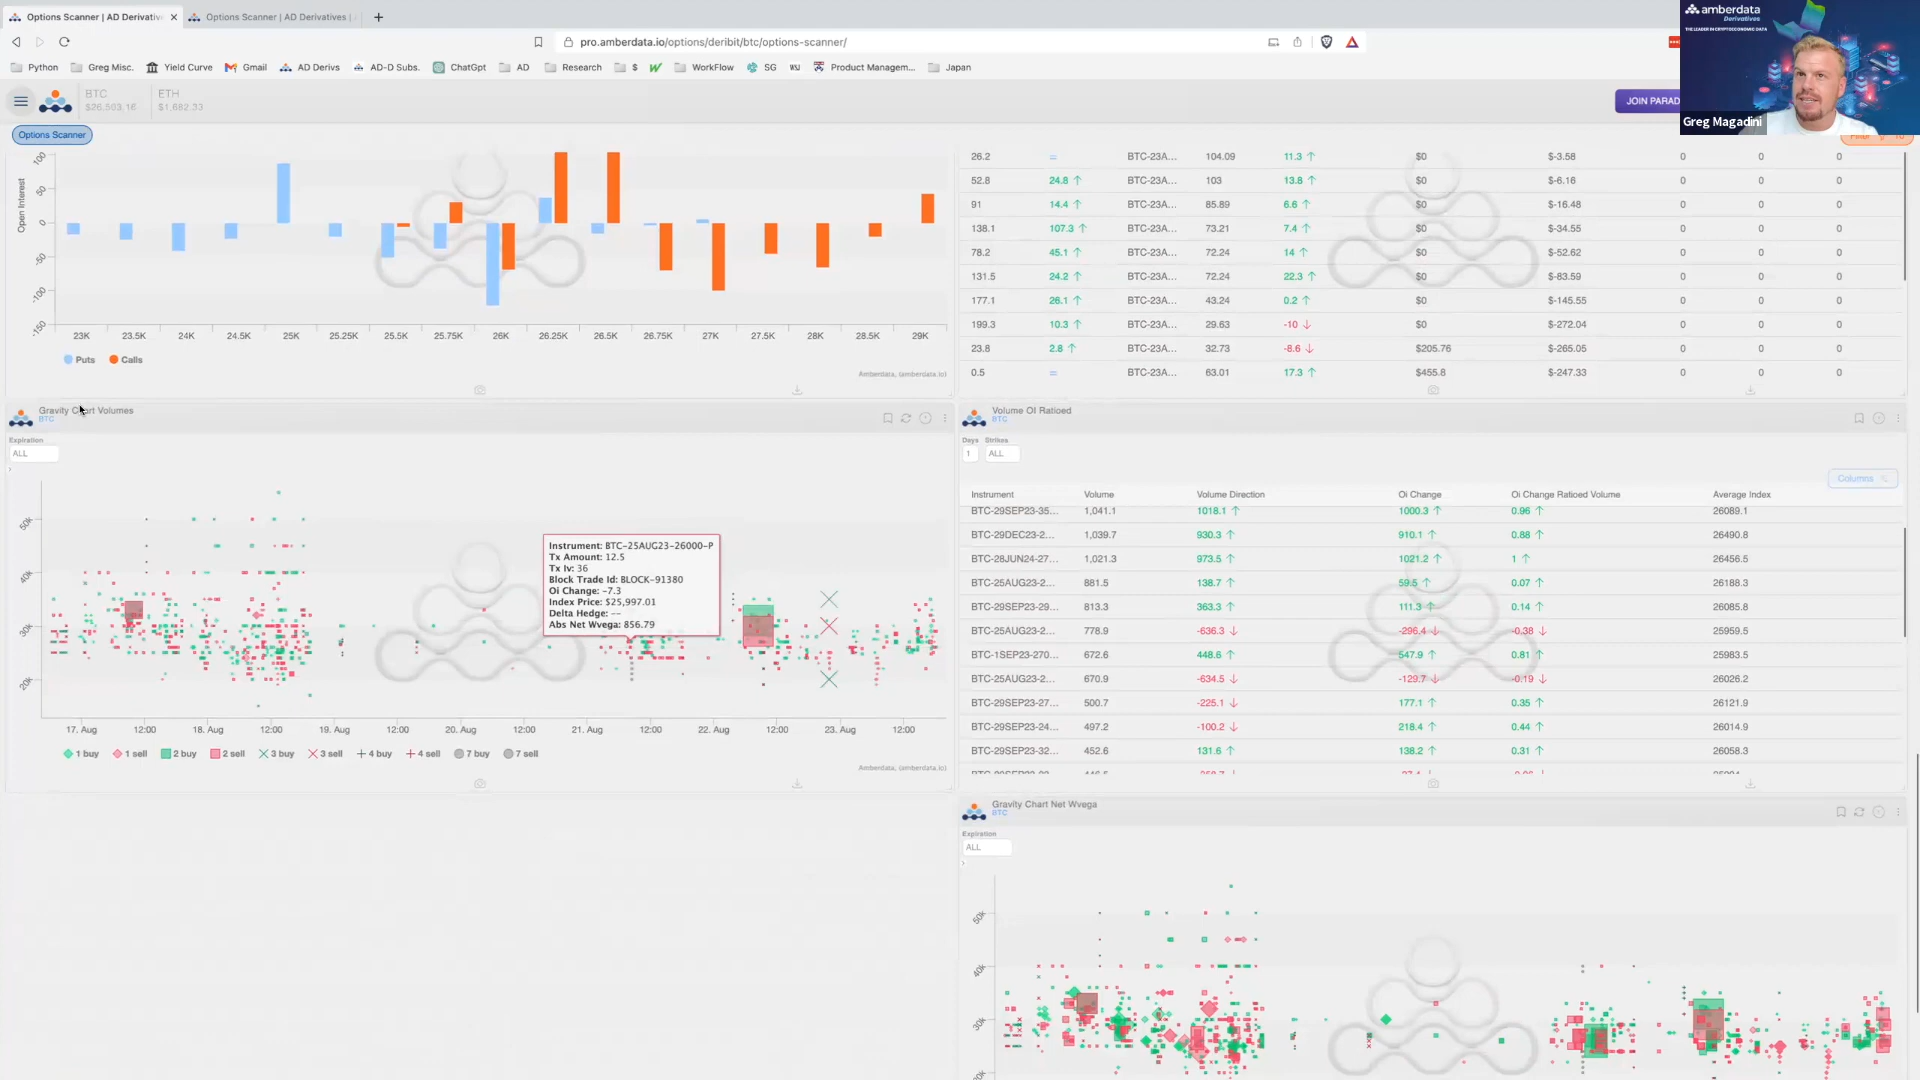 Options Scanner | AD Derivativ
Options Scanner | AD Derivatives |
pro.amberdata.io/options/deribit/btc/options-scanner/
Python Greg Misc. Yield Curve Gmail AD Derivs AD-D Subs. ChatGpt AD Research $ WorkFlow SG WSJ Product Managem... Japan
BTC
$26,503.16
ETH
$1,682.33
JOIN PARAD
amberdata
Derivatives
THE LEADER IN CRYPTOECONOMIC DATA
Greg Magadini
Options Scanner
Open Interest
100
50
0
-50
-100
-150
23K 23.5K 24K 24.5K 25K 25.25K 25.5K 25.75K 26K 26.25K 26.5K 26.75K 27K 27.5K 28K 28.5K 29K
Puts Calls
Amberdata, (amberdata.io)
26.2 = BTC-23A... 104.09 11.3 ↑ $0 $-3.58 0 0 0
52.8 24.8 ↑ BTC-23A... 103 13.8 ↑ $0 $-6.16 0 0 0
91 14.4 ↑ BTC-23A... 85.89 6.6 ↑ $0 $-16.48 0 0 0
138.1 107.3 ↑ BTC-23A... 73.21 7.4 ↑ $0 $-34.55 0 0 0
78.2 45.1 ↑ BTC-23A... 72.24 14 ↑ $0 $-52.62 0 0 0
131.5 24.2 ↑ BTC-23A... 72.24 22.3 ↑ $0 $-83.59 0 0 0
177.1 26.1 ↑ BTC-23A... 43.24 0.2 ↑ $0 $-145.55 0 0 0
199.3 10.3 ↑ BTC-23A... 29.63 -10 ↓ $0 $-272.04 0 0 0
23.8 2.8 ↑ BTC-23A... 32.73 -8.6 ↓ $205.76 $-265.05 0 0 0
0.5 = BTC-23A... 63.01 17.3 ↑ $455.8 $-247.33 0 0 0
Gravity Chart Volumes
BTC
Expiration
ALL
50k
40k
30k
20k
Instrument: BTC-25AUG23-26000-P
Tx Amount: 12.5
Tx Iv: 36
Block Trade Id: BLOCK-91380
Oi Change: -7.3
Index Price: $25,997.01
Delta Hedge: --
Abs Net Wvega: 856.79
17. Aug 12:00 18. Aug 12:00 19. Aug 12:00 20. Aug 12:00 21. Aug 12:00 22. Aug 12:00 23. Aug 12:00
1 buy 1 sell 2 buy 2 sell 3 buy 3 sell 4 buy 4 sell 7 buy 7 sell
Amberdata, (amberdata.io)
Volume OI Ratioed
BTC
Days Strikes
1 ALL
Columns
Instrument Volume Volume Direction Oi Change Oi Change Ratioed Volume Average Index
BTC-29SEP23-35... 1,041.1 1018.1 ↑ 1000.3 ↑ 0.96 ↑ 26089.1
BTC-29DEC23-2... 1,039.7 930.3 ↑ 910.1 ↑ 0.88 ↑ 26490.8
BTC-28JUN24-27... 1,021.3 973.5 ↑ 1021.2 ↑ 1 ↑ 26456.5
BTC-25AUG23-2... 881.5 138.7 ↑ 59.5 ↑ 0.07 ↑ 26188.3
BTC-29SEP23-29... 813.3 363.3 ↑ 111.3 ↑ 0.14 ↑ 26085.8
BTC-25AUG23-2... 778.9 -636.3 ↓ -296.4 ↓ -0.38 ↓ 25959.5
BTC-1SEP23-270... 672.6 448.6 ↑ 547.9 ↑ 0.81 ↑ 25983.5
BTC-25AUG23-2... 670.9 -634.5 ↓ -129.7 ↓ -0.19 ↓ 26026.2
BTC-29SEP23-27... 500.7 -225.1 ↓ 177.1 ↑ 0.35 ↑ 26121.9
BTC-29SEP23-24... 497.2 -100.2 ↓ 218.4 ↑ 0.44 ↑ 26014.9
BTC-29SEP23-32... 452.6 131.6 ↑ 138.2 ↑ 0.31 ↑ 26058.3
Gravity Chart Net Wvega
BTC
Expiration
ALL
50k
40k
30k